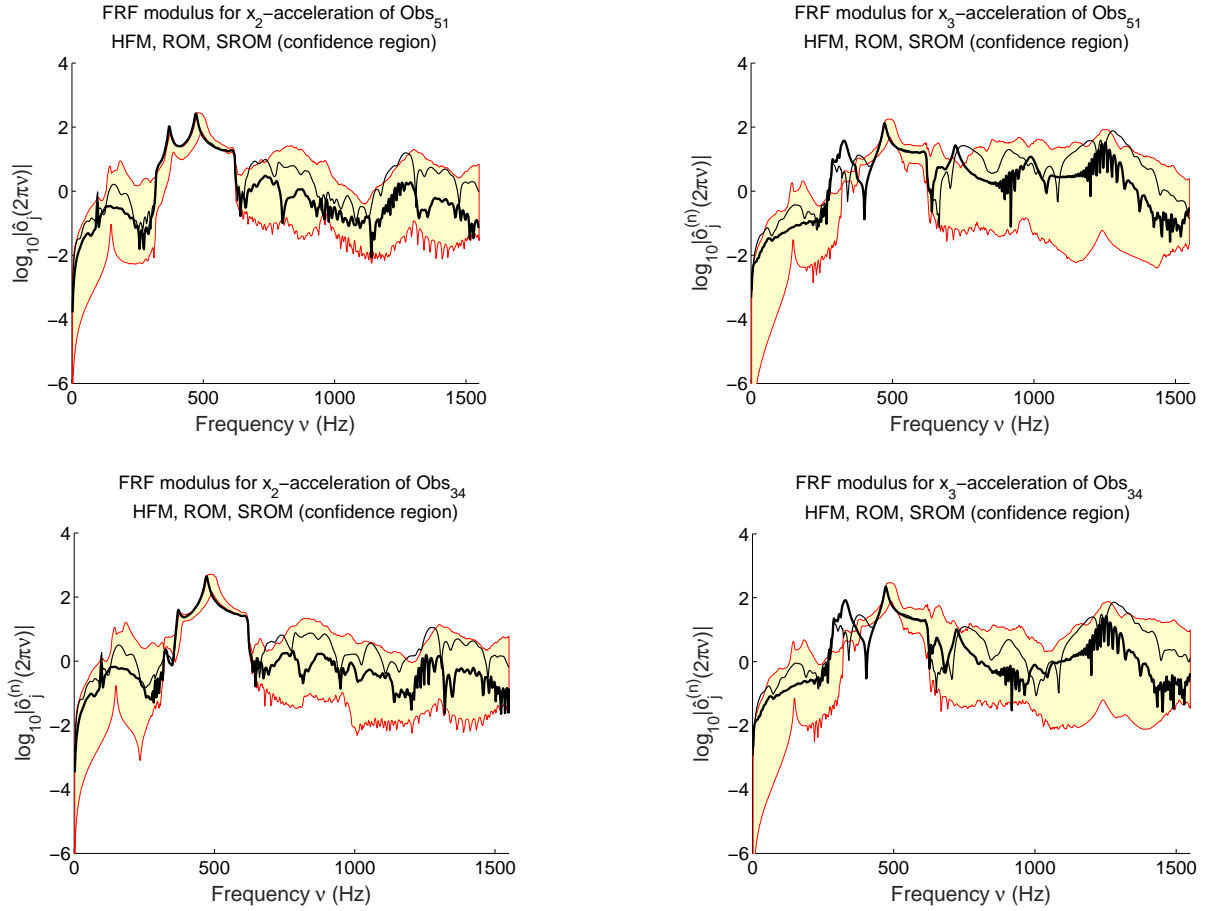 FRF modulus for x₂−acceleration of Obs₅₁
HFM, ROM, SROM (confidence region)
4
2
0
−2
−4
−6
0
500
1000
1500
log₁₀|ô_j(2πν)|
Frequency ν (Hz)
FRF modulus for x₃−acceleration of Obs₅₁
HFM, ROM, SROM (confidence region)
4
2
0
−2
−4
−6
0
500
1000
1500
log₁₀|ô_j⁽ⁿ⁾(2πν)|
Frequency ν (Hz)
FRF modulus for x₂−acceleration of Obs₃₄
HFM, ROM, SROM (confidence region)
4
2
0
−2
−4
−6
0
500
1000
1500
log₁₀|ô_j⁽ⁿ⁾(2πν)|
Frequency ν (Hz)
FRF modulus for x₃−acceleration of Obs₃₄
HFM, ROM, SROM (confidence region)
4
2
0
−2
−4
−6
0
500
1000
1500
log₁₀|ô_j⁽ⁿ⁾(2πν)|
Frequency ν (Hz)